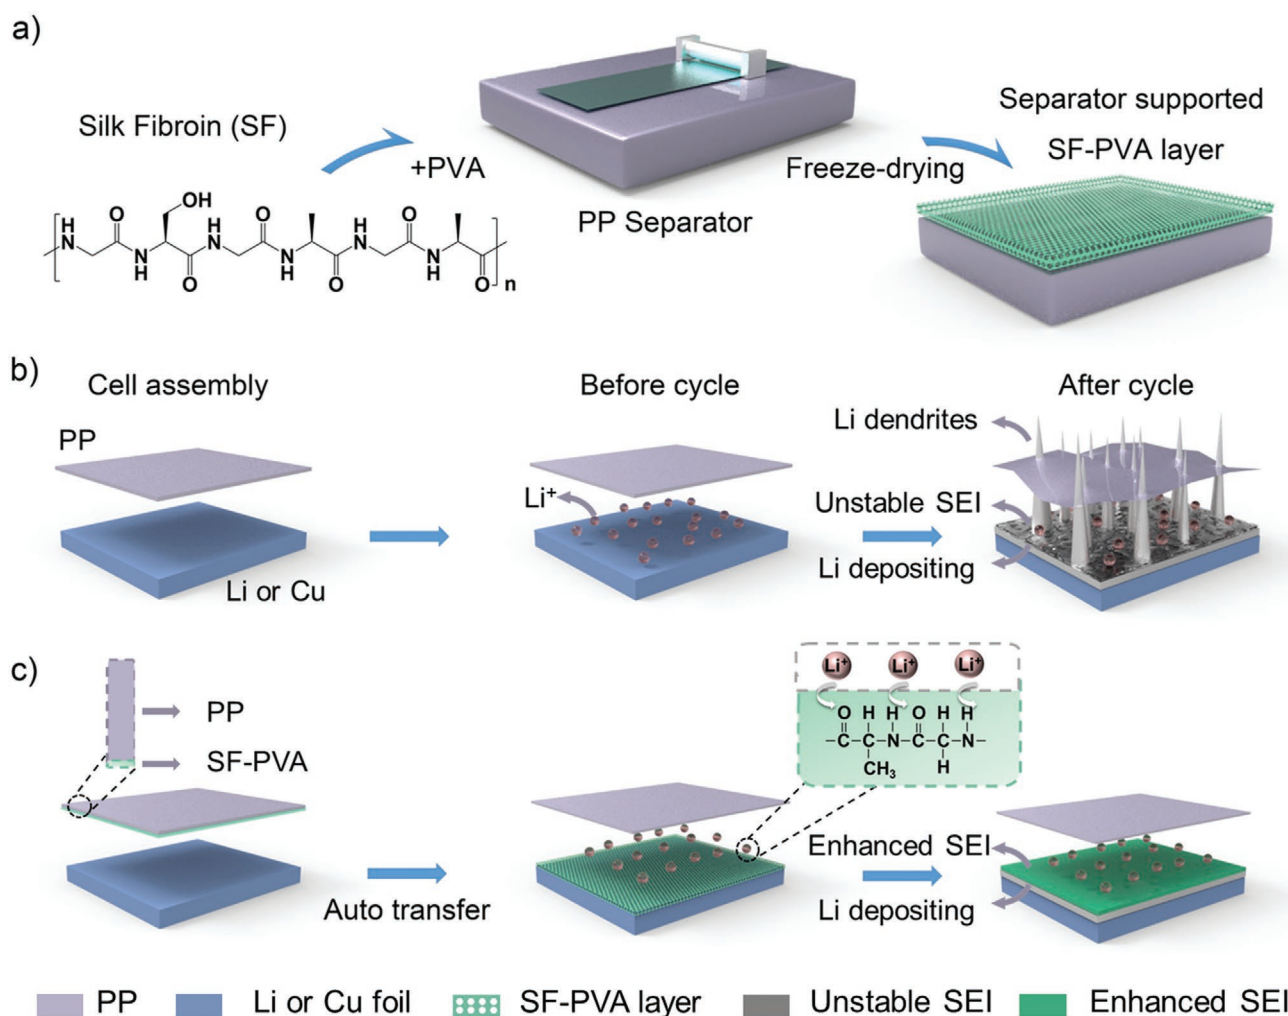 a)
Silk Fibroin (SF)
+PVA
PP Separator
Freeze-drying
Separator supported
SF-PVA layer
OH
H O H O H O
N N N
N N N
H O H O H O n
b)
Cell assembly
Before cycle
After cycle
PP
Li or Cu
Li⁺
Li dendrites
Unstable SEI
Li depositing
c)
PP
SF-PVA
Auto transfer
Li⁺ Li⁺ Li⁺
O H H O H H
–C–C–N–C–C–N–
CH₃ H
Enhanced SEI
Li depositing
PP Li or Cu foil SF-PVA layer Unstable SEI Enhanced SEI